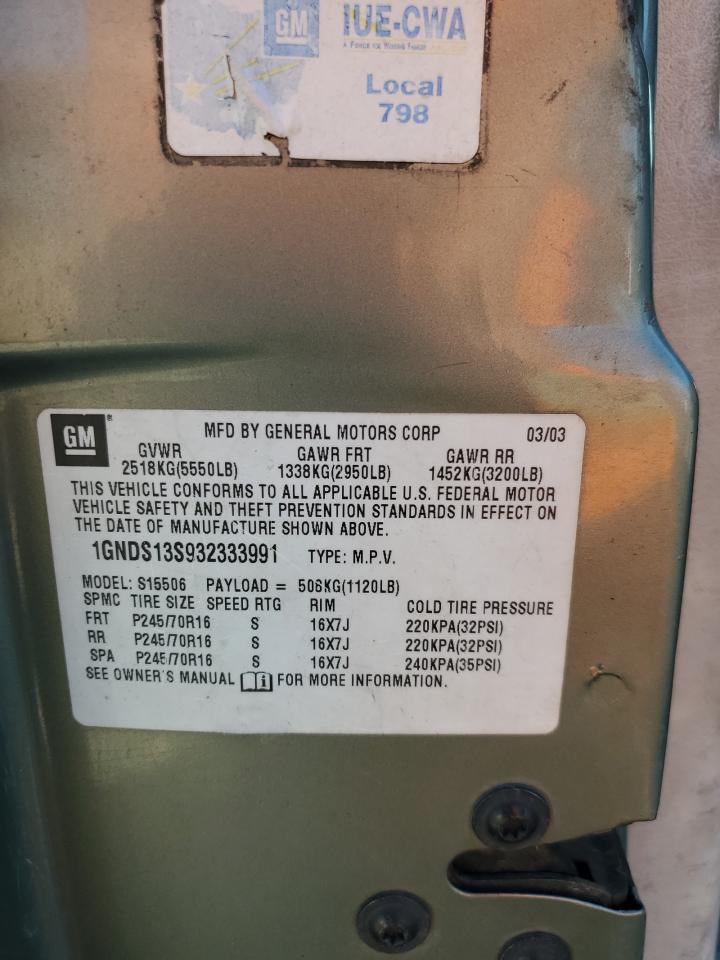 GM IUE-CWA
A FORCE FOR WORKING FAMILIES
Local
798
GM® MFD BY GENERAL MOTORS CORP 03/03
GVWR GAWR FRT GAWR RR
2518KG(5550LB) 1338KG(2950LB) 1452KG(3200LB)
THIS VEHICLE CONFORMS TO ALL APPLICABLE U.S. FEDERAL MOTOR
VEHICLE SAFETY AND THEFT PREVENTION STANDARDS IN EFFECT ON
THE DATE OF MANUFACTURE SHOWN ABOVE.
1GNDS13S932333991 TYPE: M.P.V.
MODEL: S15506 PAYLOAD = 508KG(1120LB)
SPMC TIRE SIZE SPEED RTG RIM COLD TIRE PRESSURE
FRT P245/70R16 S 16X7J 220KPA(32PSI)
RR P245/70R16 S 16X7J 220KPA(32PSI)
SPA P245/70R16 S 16X7J 240KPA(35PSI)
SEE OWNER'S MANUAL FOR MORE INFORMATION.